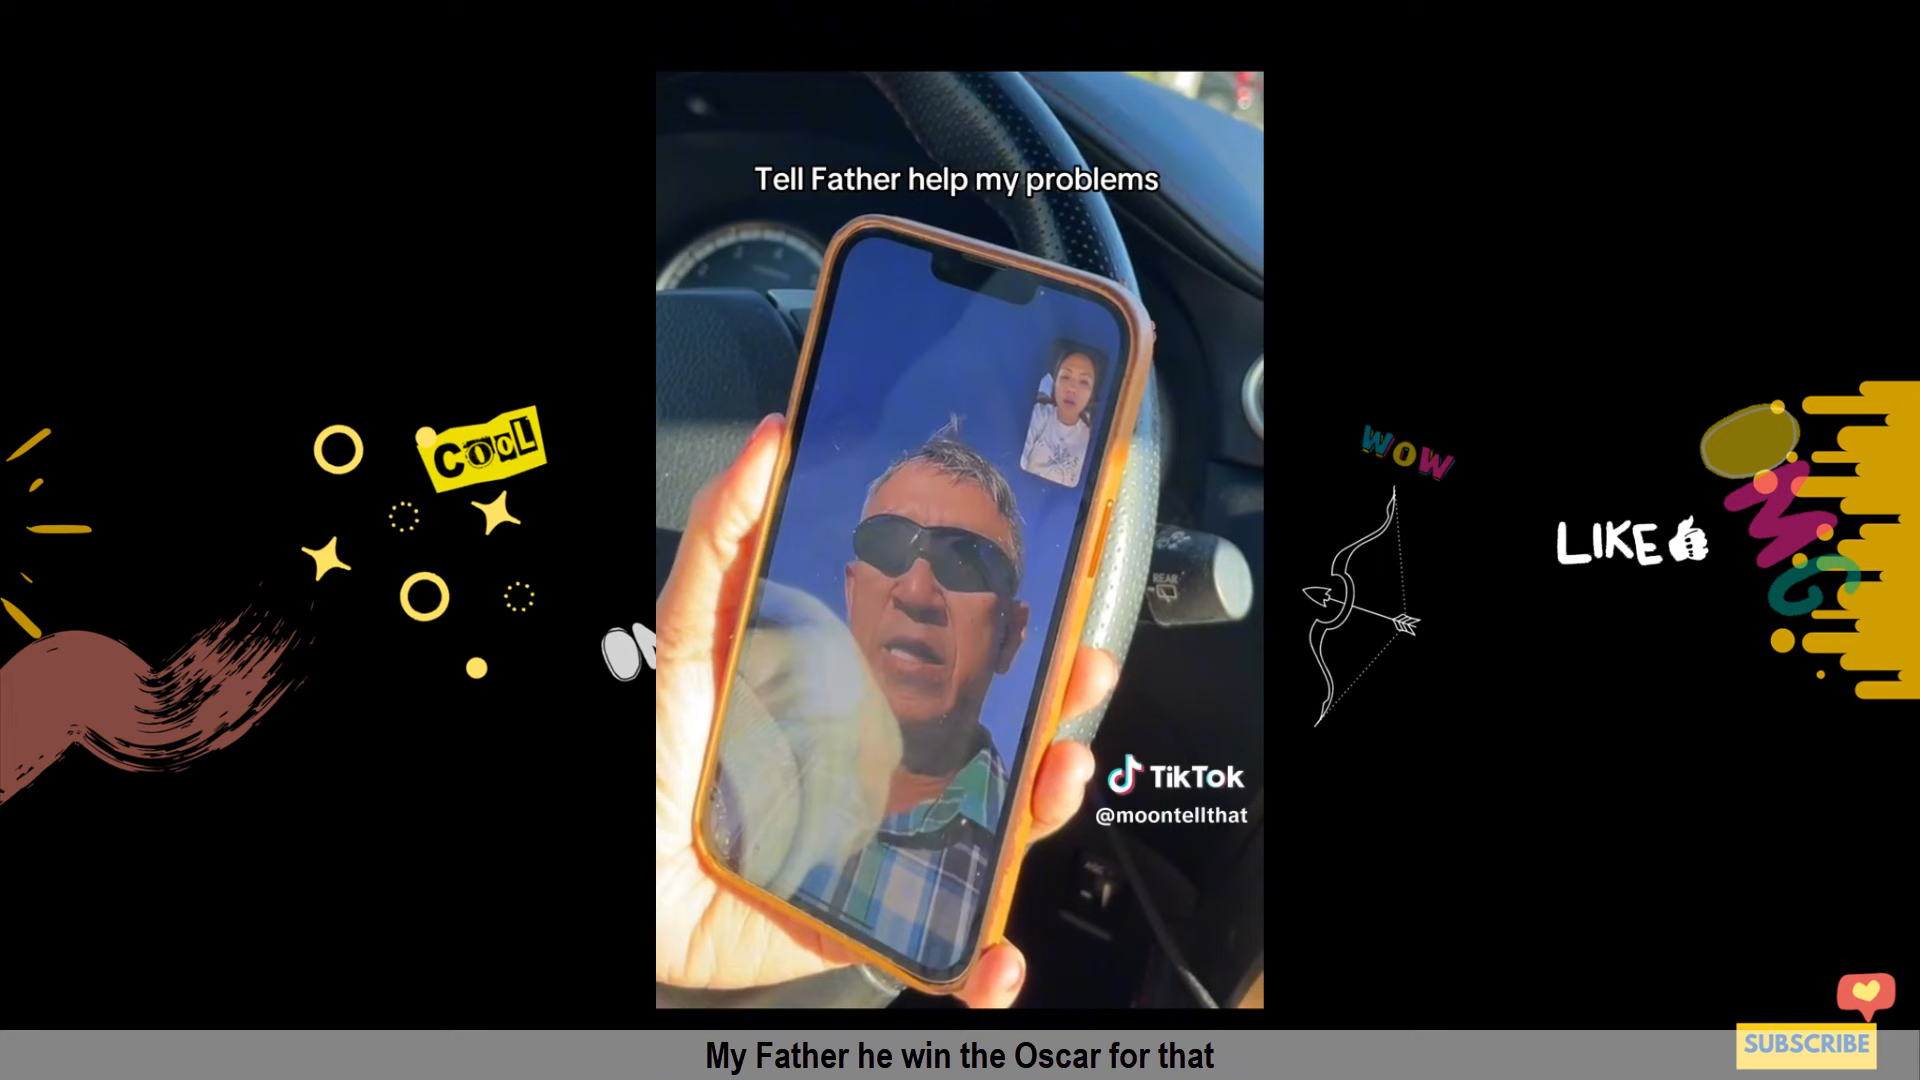 Tell Father help my problems
COOL
WOW
LIKE
REAR
TikTok
@moontellthat
My Father he win the Oscar for that
SUBSCRIBE